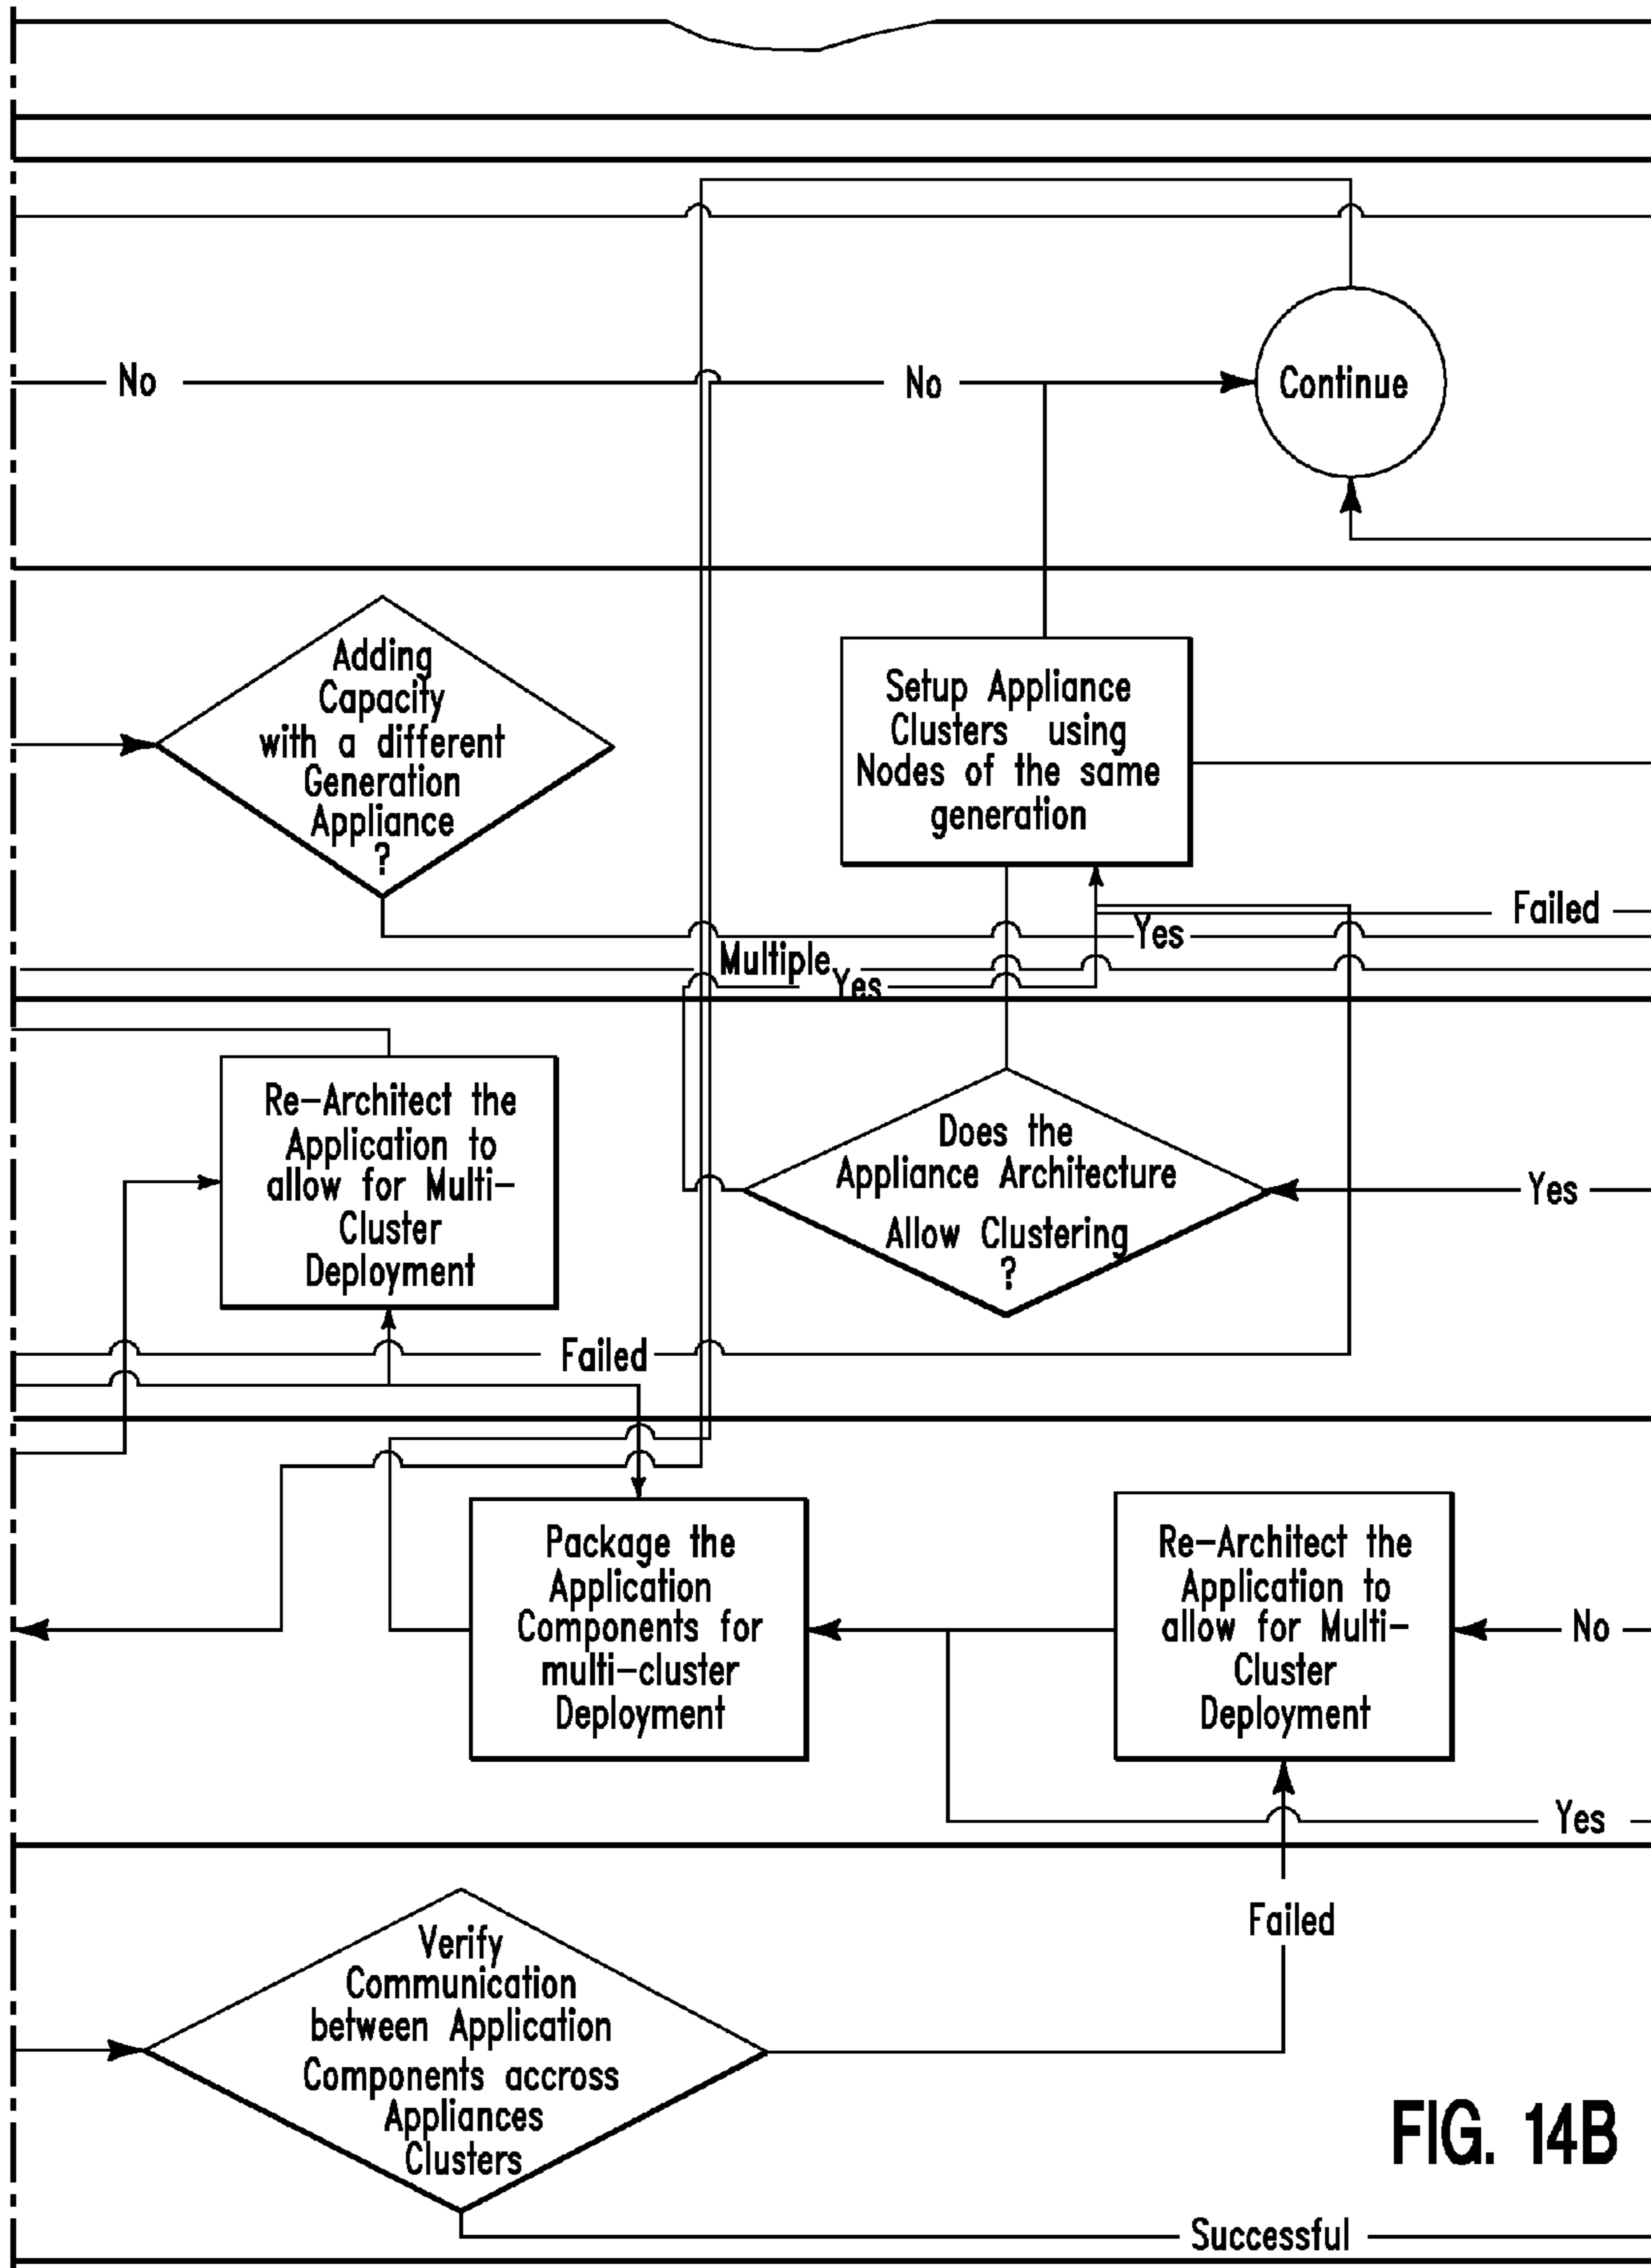 No
No
Continue
Adding
Capacity
with a different
Generation
Appliance
?
Setup Appliance
Clusters using
Nodes of the same
generation
Failed
Yes
Multiple
Yes
Re-Architect the
Application to
allow for Multi-
Cluster
Deployment
Does the
Appliance Architecture
Allow Clustering
?
Yes
Failed
Package the
Application
Components for
multi-cluster
Deployment
Re-Architect the
Application to
allow for Multi-
Cluster
Deployment
No
Yes
Verify
Communication
between Application
Components accross
Appliances
Clusters
Failed
Successful
FIG. 14B